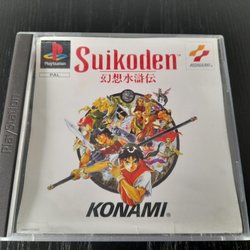 PlayStation
PAL
Suikoden
幻想水滸伝
KONAMI
KONAMI
PlayStation